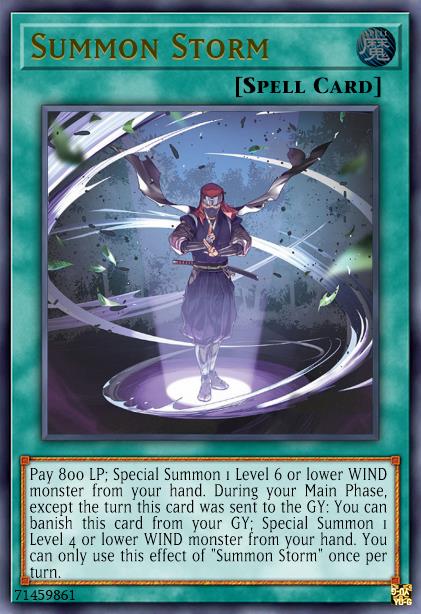 Summon Storm
魔
[Spell Card]
Pay 800 LP; Special Summon 1 Level 6 or lower WIND
monster from your hand. During your Main Phase,
except the turn this card was sent to the GY: You can
banish this card from your GY; Special Summon 1
Level 4 or lower WIND monster from your hand. You
can only use this effect of "Summon Storm" once per
turn.
71459861